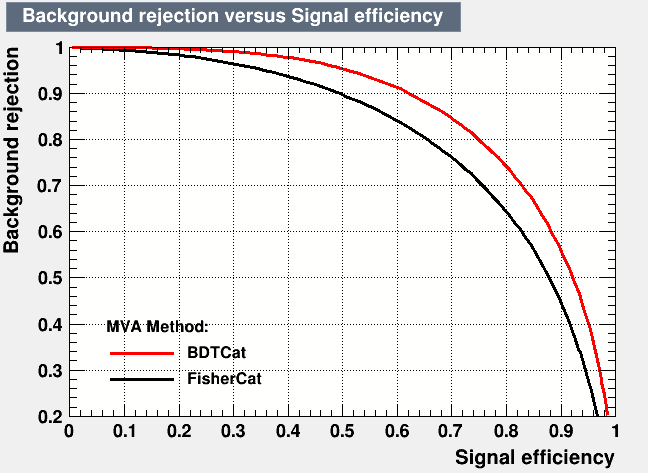 Background rejection versus Signal efficiency
Background rejection
1
0.9
0.8
0.7
0.6
0.5
0.4
0.3
0.2
MVA Method:
BDTCat
FisherCat
0 0.1 0.2 0.3 0.4 0.5 0.6 0.7 0.8 0.9 1
Signal efficiency